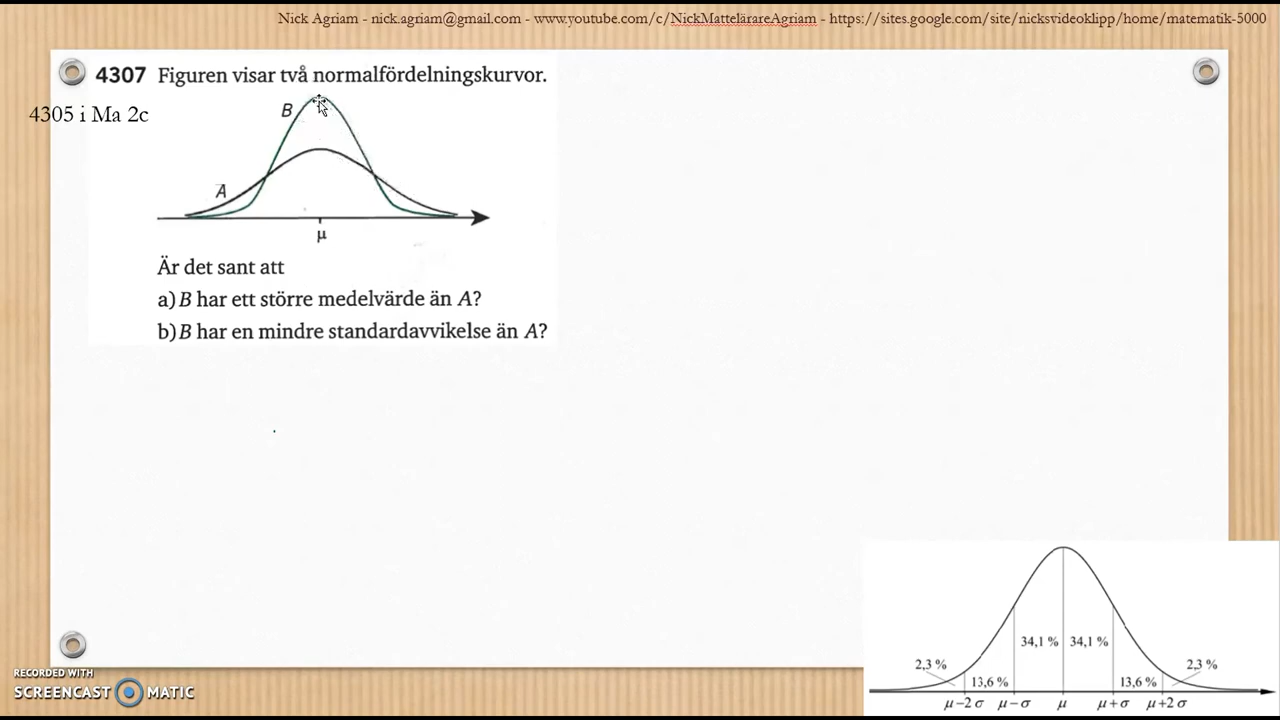 Nick Agriam - nick.agriam@gmail.com - www.youtube.com/c/NickMattelärareAgriam - https://sites.google.com/site/nicksvideoklipp/home/matematik-5000
4307 Figuren visar två normalfördelningskurvor.
4305 i Ma 2c
B
A
μ
Är det sant att
a) B har ett större medelvärde än A?
b) B har en mindre standardavvikelse än A?
34,1 % 34,1 %
2,3 % 2,3 %
13,6 % 13,6 %
μ−2σ μ−σ μ μ+σ μ+2σ
RECORDED WITH
SCREENCAST MATIC